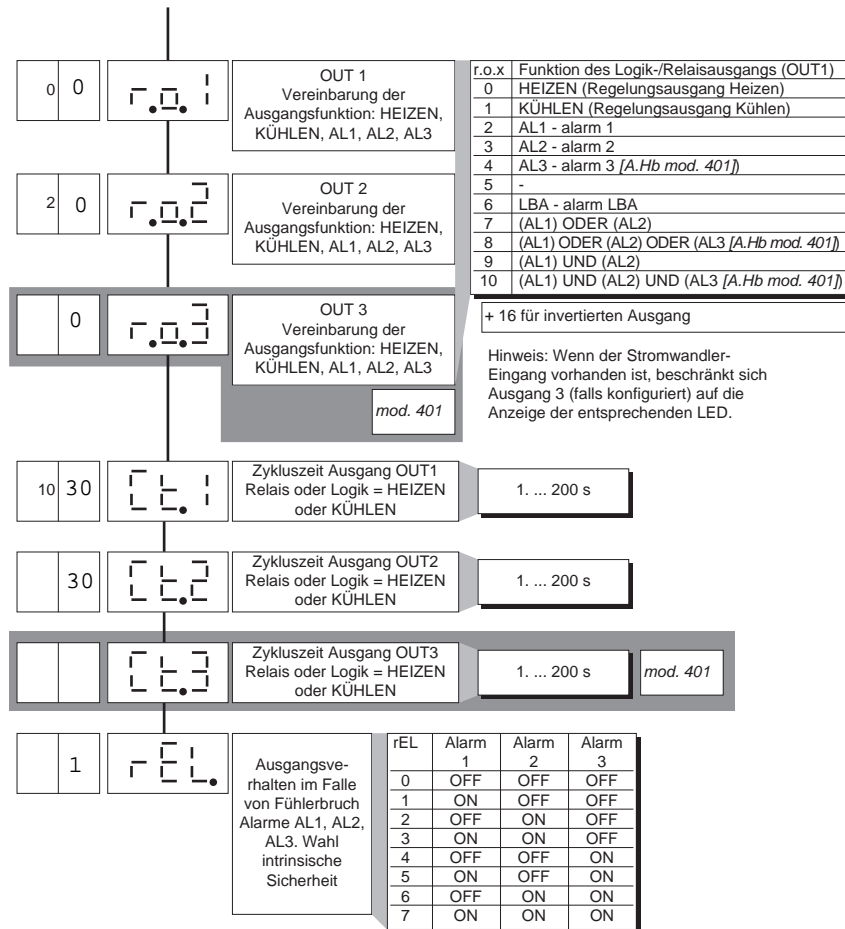 0 0 r.o.1
OUT 1
Vereinbarung der
Ausgangsfunktion: HEIZEN,
KÜHLEN, AL1, AL2, AL3
r.o.x Funktion des Logik-/Relaisausgangs (OUT1)
0 HEIZEN (Regelungsausgang Heizen)
1 KÜHLEN (Regelungsausgang Kühlen)
2 AL1 - alarm 1
3 AL2 - alarm 2
4 AL3 - alarm 3 [A.Hb mod. 401])
5 -
6 LBA - alarm LBA
7 (AL1) ODER (AL2)
8 (AL1) ODER (AL2) ODER (AL3 [A.Hb mod. 401])
9 (AL1) UND (AL2)
10 (AL1) UND (AL2) UND (AL3 [A.Hb mod. 401])
+ 16 für invertierten Ausgang
Hinweis: Wenn der Stromwandler-
Eingang vorhanden ist, beschränkt sich
Ausgang 3 (falls konfiguriert) auf die
Anzeige der entsprechenden LED.
2 0 r.o.2
OUT 2
Vereinbarung der
Ausgangsfunktion: HEIZEN,
KÜHLEN, AL1, AL2, AL3
0 r.o.3
OUT 3
Vereinbarung der
Ausgangsfunktion: HEIZEN,
KÜHLEN, AL1, AL2, AL3
mod. 401
10 30 Ct.1
Zykluszeit Ausgang OUT1
Relais oder Logik = HEIZEN
oder KÜHLEN
1. ... 200 s
30 Ct.2
Zykluszeit Ausgang OUT2
Relais oder Logik = HEIZEN
oder KÜHLEN
1. ... 200 s
Ct.3
Zykluszeit Ausgang OUT3
Relais oder Logik = HEIZEN
oder KÜHLEN
1. ... 200 s
mod. 401
1 rEL.
Ausgangsve-
rhalten im Falle
von Fühlerbruch
Alarme AL1, AL2,
AL3. Wahl
intrinsische
Sicherheit
rEL Alarm Alarm Alarm
1 2 3
0 OFF OFF OFF
1 ON OFF OFF
2 OFF ON OFF
3 ON ON OFF
4 OFF OFF ON
5 ON OFF ON
6 OFF ON ON
7 ON ON ON